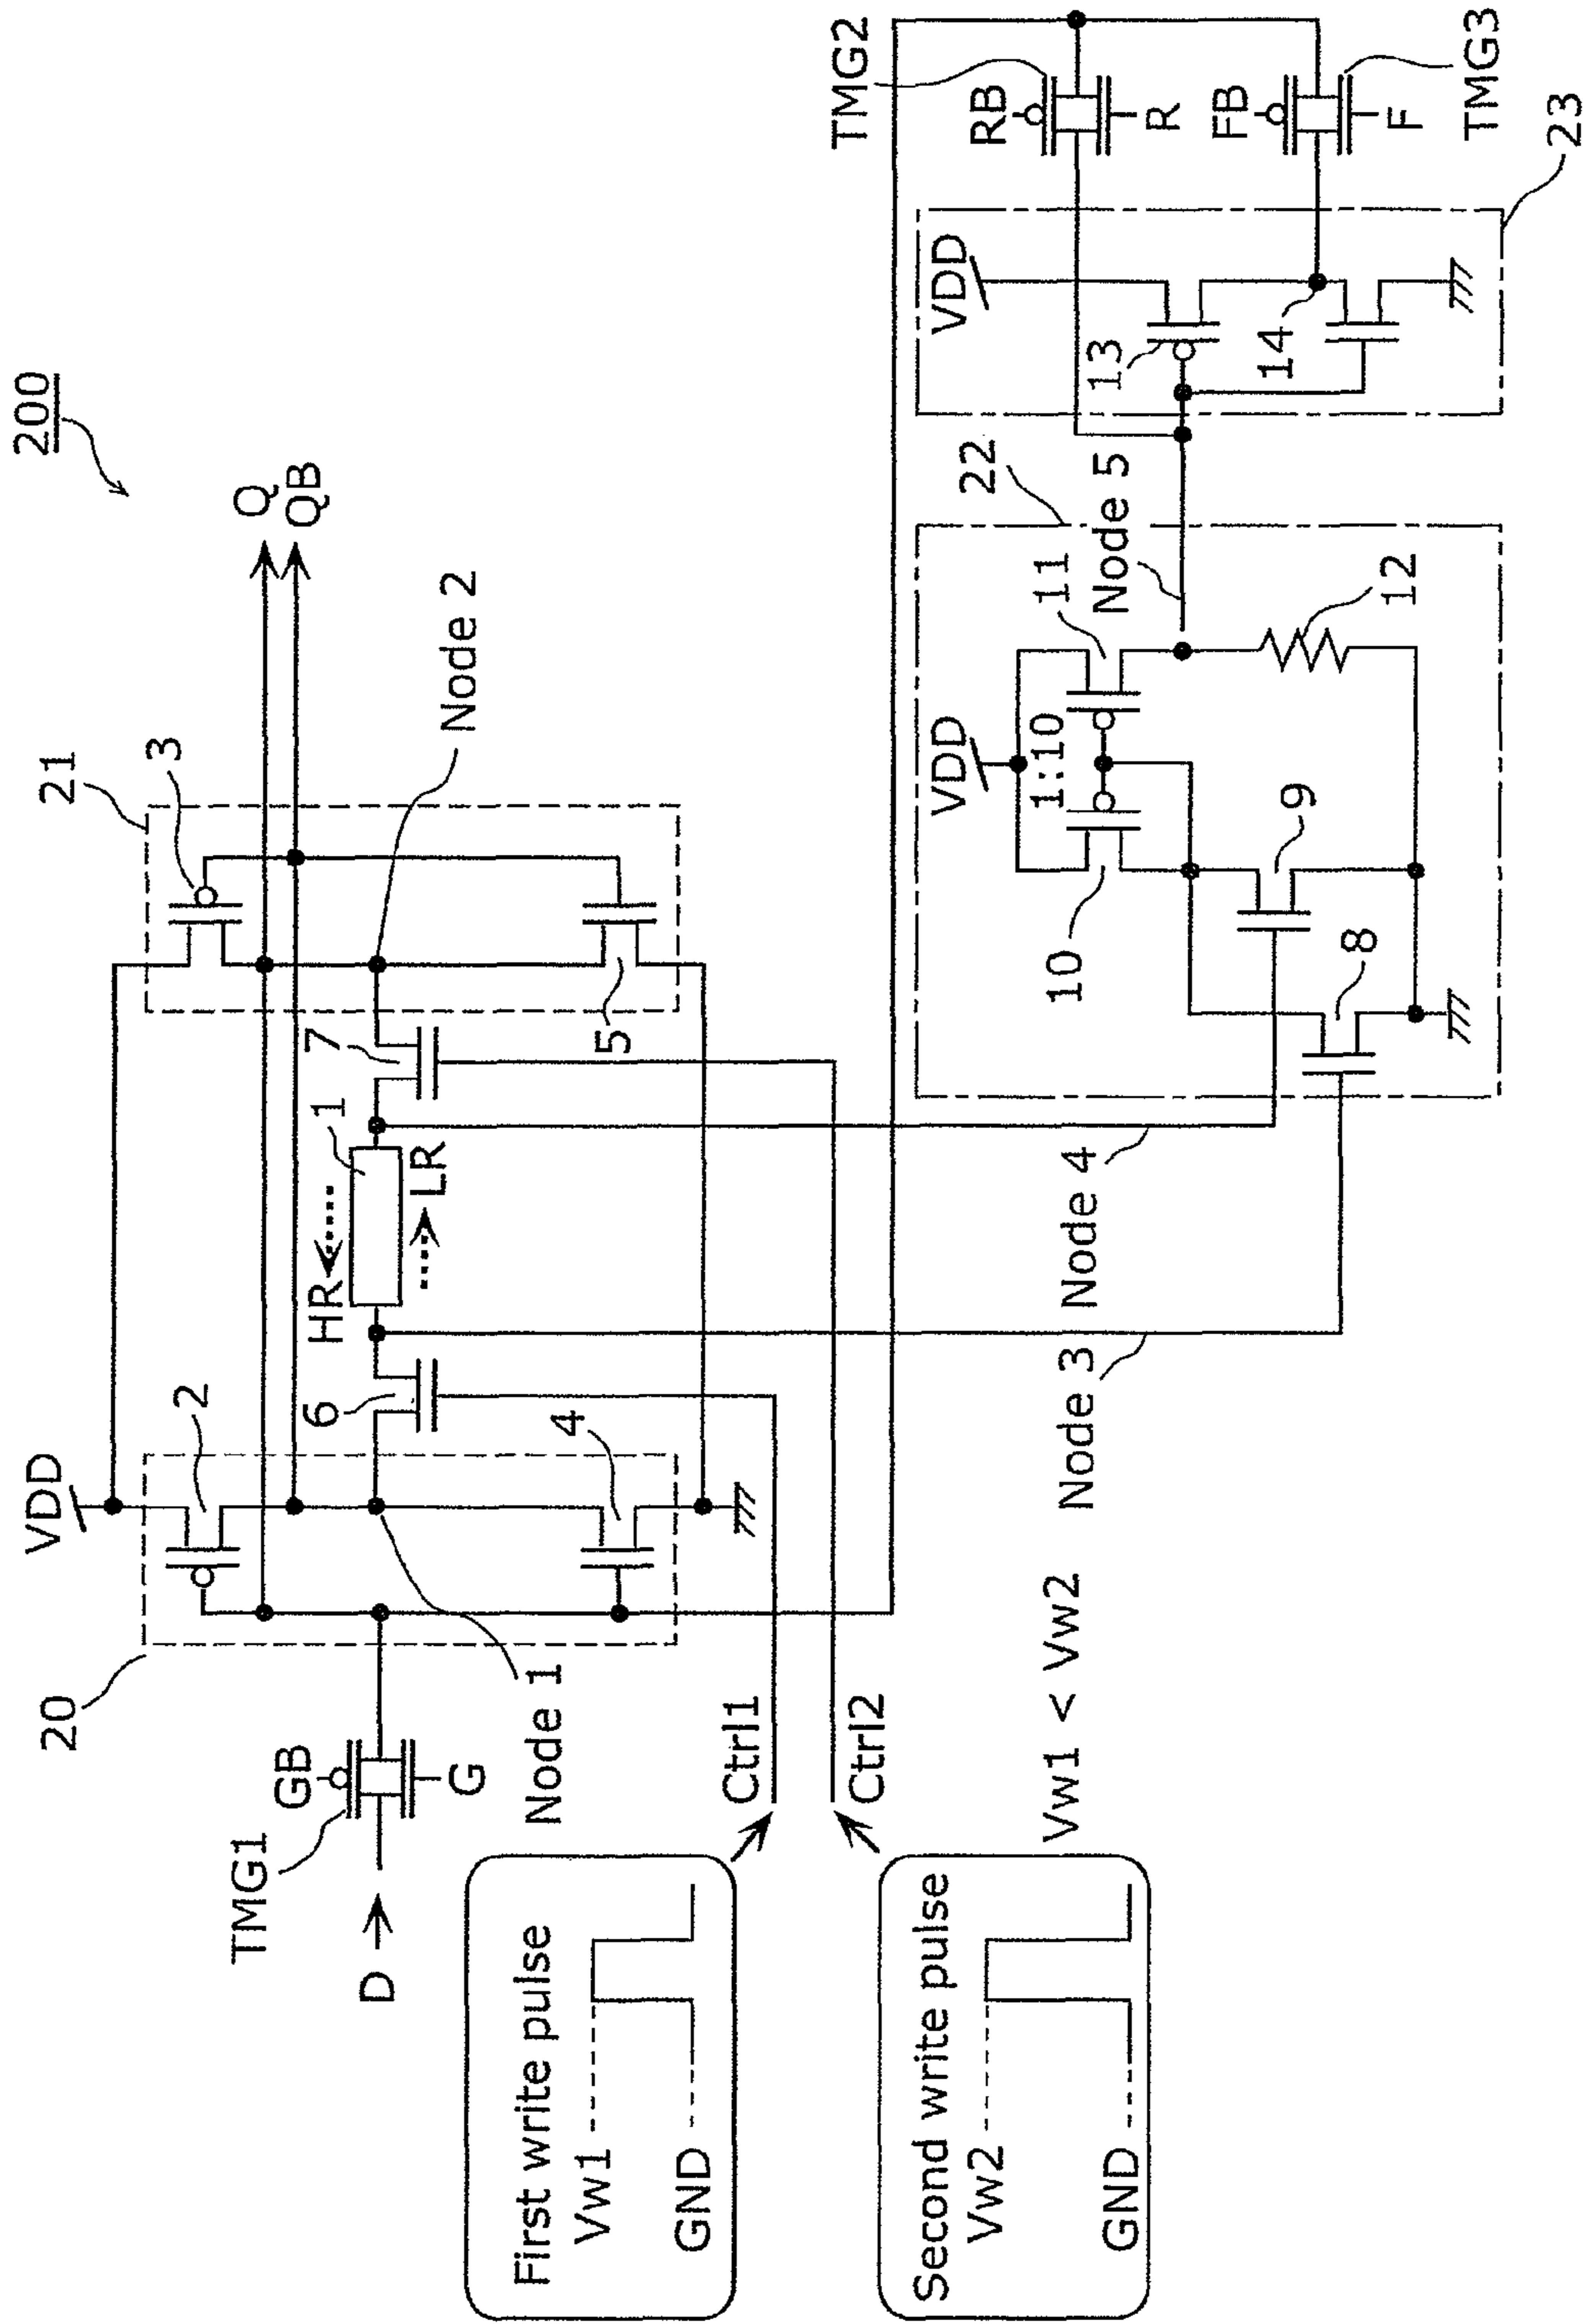 200
Q
QB
21
3
Node 2
VDD
2
20
GB
G
TMG1
D
Node 1
4
6
HR
1
LR
7
5
Ctrl1
Ctrl2
First write pulse
Vw1
GND
Second write pulse
Vw2
GND
Vw1 < Vw2
Node 3
Node 4
22
VDD
1:10
10
11
Node 5
12
9
8
VDD
13
14
23
TMG2
RB
R
FB
F
TMG3